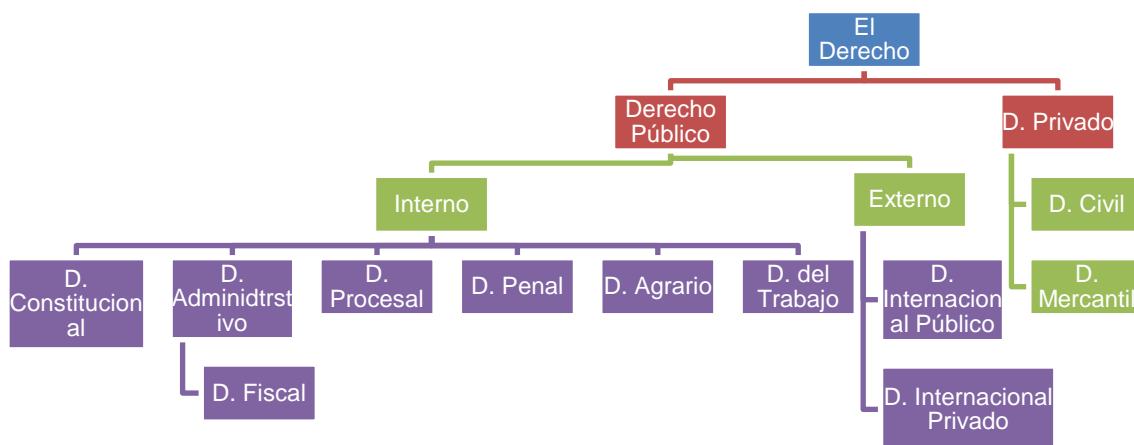 El
Derecho
Derecho
Público
D. Privado
Interno
Externo
D. Civil
D.
Constitucion
al
D.
Adminidtrst
ivo
D.
Procesal
D. Penal
D. Agrario
D. del
Trabajo
D.
Internacion
al Público
D.
Mercantil
D. Fiscal
D. Internacional
Privado